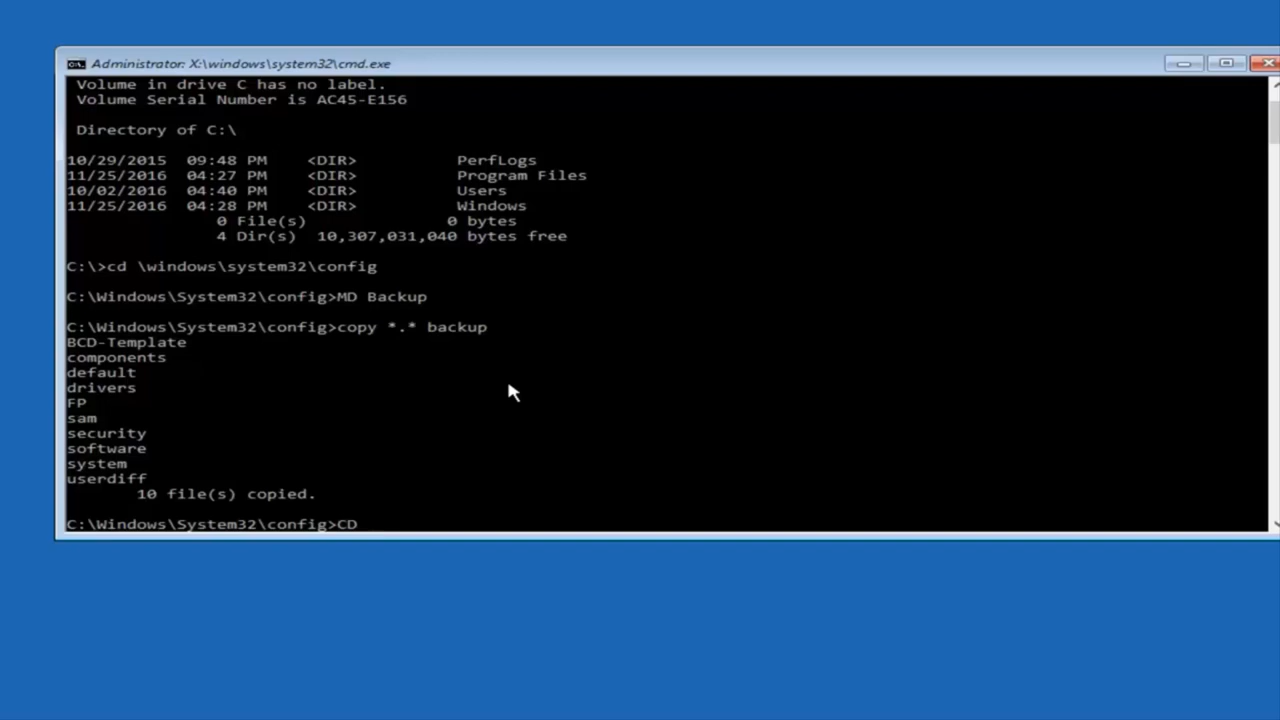 Administrator: X:\windows\system32\cmd.exe
Volume in drive C has no label.
Volume Serial Number is AC45-E156
Directory of C:\
10/29/2015 09:48 PM <DIR> PerfLogs
11/25/2016 04:27 PM <DIR> Program Files
10/02/2016 04:40 PM <DIR> Users
11/25/2016 04:28 PM <DIR> Windows
0 File(s) 0 bytes
4 Dir(s) 10,307,031,040 bytes free
C:\>cd \windows\system32\config
C:\Windows\System32\config>MD Backup
C:\Windows\System32\config>copy *.* backup
BCD-Template
components
default
drivers
FP
sam
security
software
system
userdiff
10 file(s) copied.
C:\Windows\System32\config>CD